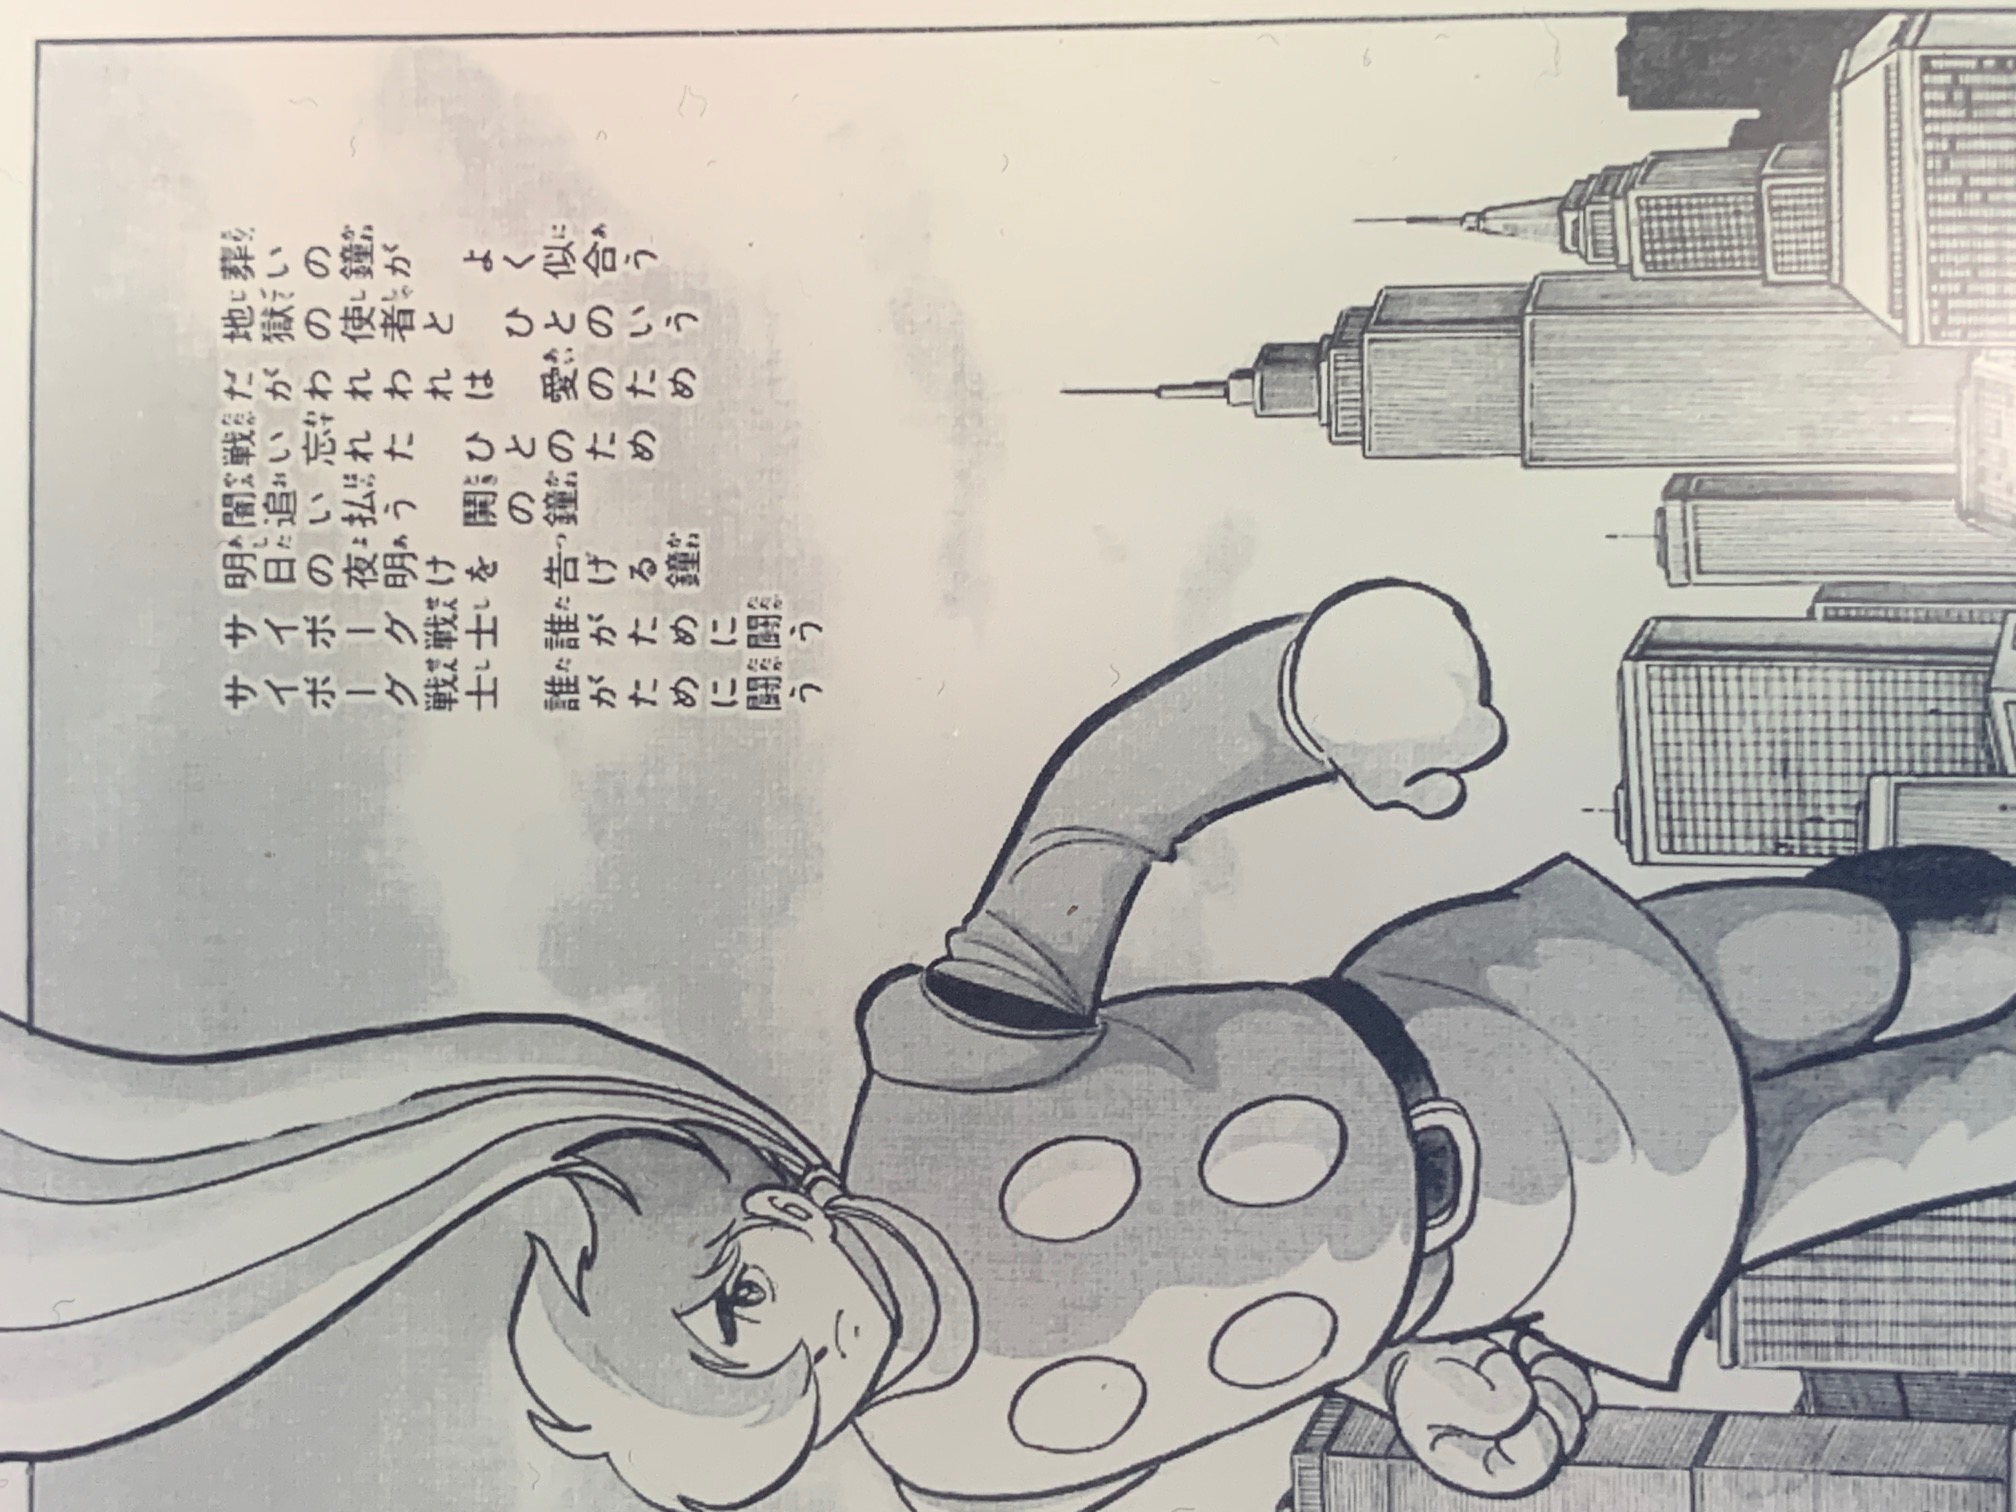 葬いの鐘が　よく似合う
地獄の使者と　ひとのいう
だがわれわれは　愛のため
戦い忘れた　ひとのため
闇追い払う　鬨の鐘
明日の夜明けを　告げる鐘
サイボーグ戦士　誰がために闘う
サイボーグ戦士　誰がために闘う